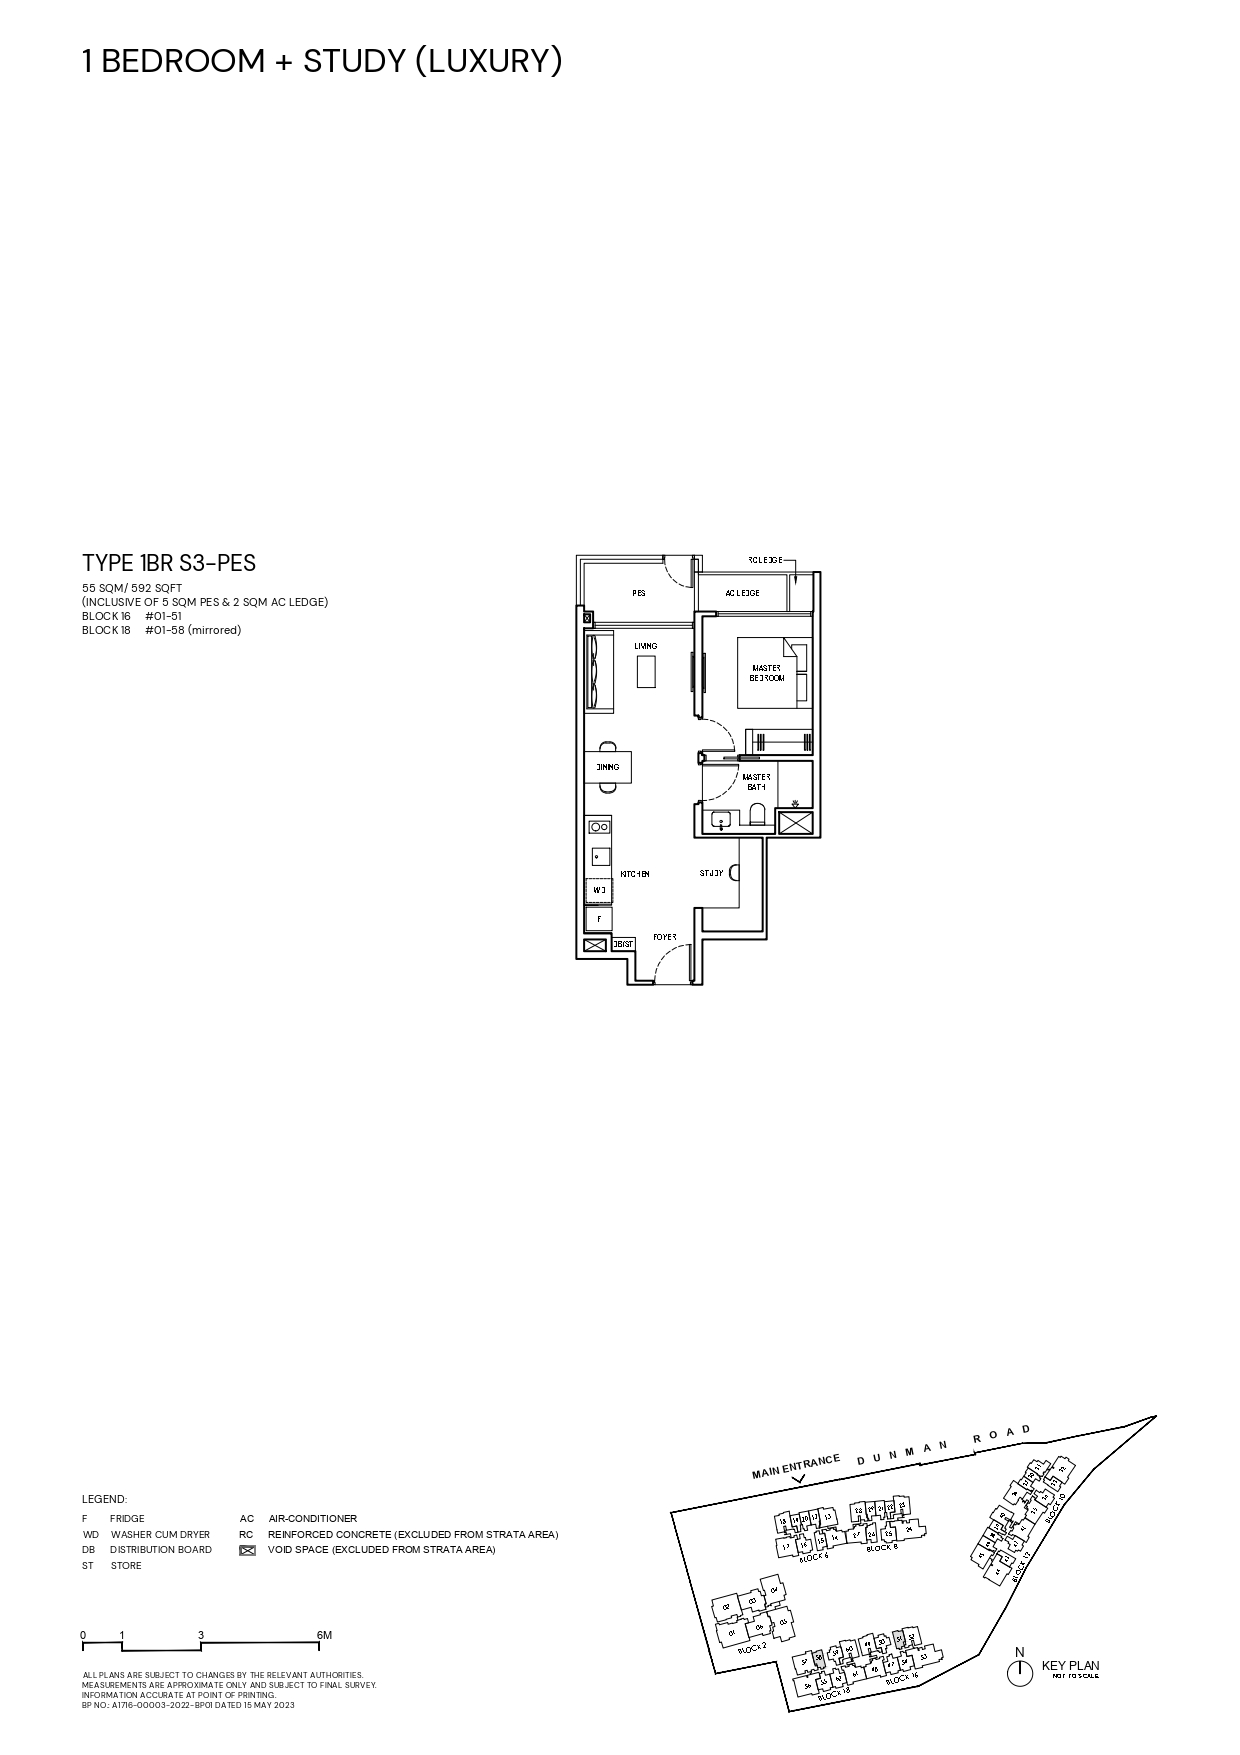 1 BEDROOM + STUDY (LUXURY)
TYPE 1BR S3-PES
55 SQM/ 592 SQFT
(INCLUSIVE OF 5 SQM PES & 2 SQM AC LEDGE)
BLOCK 16 #01-51
BLOCK 18 #01-58 (mirrored)
RC LEDGE
PES
AC LEDGE
LIVING
MASTER
BEDROOM
DINING
MASTER
BATH
KITCHEN
STUDY
WD
F
DB/ST
FOYER
MAIN ENTRANCE
DUNMAN ROAD
BLOCK 6
BLOCK 8
BLOCK 10
BLOCK 12
BLOCK 2
BLOCK 18
BLOCK 16
LEGEND:
F FRIDGE
WD WASHER CUM DRYER
DB DISTRIBUTION BOARD
ST STORE
AC AIR-CONDITIONER
RC REINFORCED CONCRETE (EXCLUDED FROM STRATA AREA)
VOID SPACE (EXCLUDED FROM STRATA AREA)
0 1 3 6M
ALL PLANS ARE SUBJECT TO CHANGES BY THE RELEVANT AUTHORITIES.
MEASUREMENTS ARE APPROXIMATE ONLY AND SUBJECT TO FINAL SURVEY.
INFORMATION ACCURATE AT POINT OF PRINTING.
BP NO.: A1716-00003-2022-BP01 DATED 15 MAY 2023
N
KEY PLAN
NOT TO SCALE